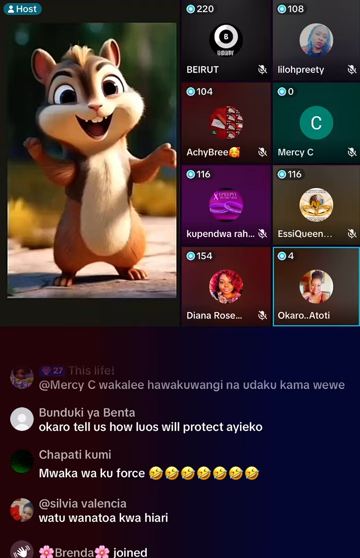 Host
220
BEIRUT
108
lilohpreety
104
AchyBree🥰
0
C
Mercy C
116
kupendwa rah...
116
EssiQueen...
154
Diana Rose...
4
Okaro..Atoti
27 This life!
@Mercy C wakalee hawakuwangi na udaku kama wewe
Bunduki ya Benta
okaro tell us how luos will protect ayieko
Chapati kumi
Mwaka wa ku force 🤣🤣🤣🤣🤣🤣🤣
@silvia valencia
watu wanatoa kwa hiari
🌸Brenda🌸 joined